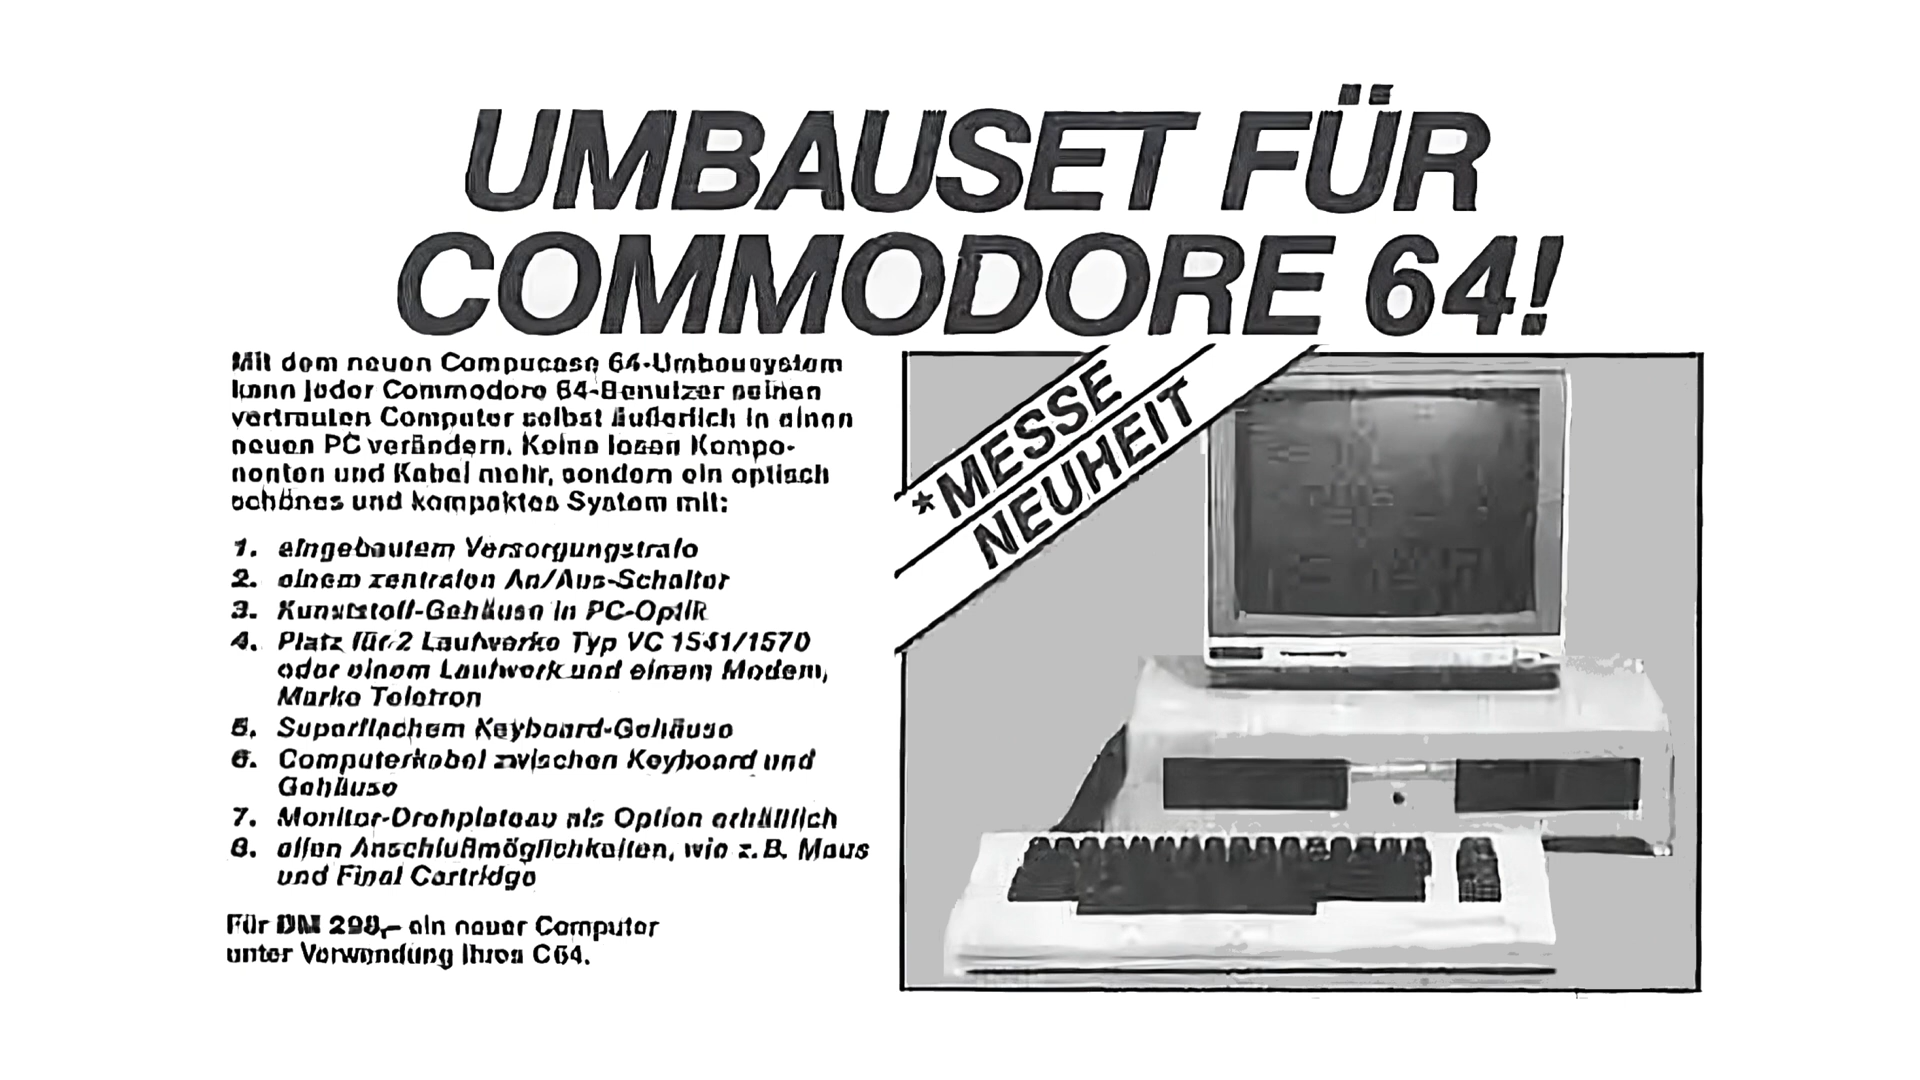 UMBAUSET FÜR
COMMODORE 64!
*MESSE
NEUHEIT
Mit dem neuen Compucase 64-Umbausystem
kann jeder Commodore 64-Benutzer seinen
vertrauten Computer selbst äußerlich in einen
neuen PC verändern. Keine losen Kompo-
nenten und Kabel mehr, sondern ein optisch
schönes und kompaktes System mit:
1. eingebautem Versorgungstrafo
2. einem zentralen An/Aus-Schalter
3. Kunststoff-Gehäuse in PC-Optik
4. Platz für 2 Laufwerke Typ VC 1541/1570
oder einem Laufwerk und einem Modem,
Marke Teletron
5. Superflachem Keyboard-Gehäuse
6. Computerkabel zwischen Keyboard und
Gehäuse
7. Monitor-Drehplateau als Option erhältlich
8. allen Anschlußmöglichkeiten, wie z.B. Maus
und Final Cartridge
Für DM 298,– ein neuer Computer
unter Verwendung Ihres C64.